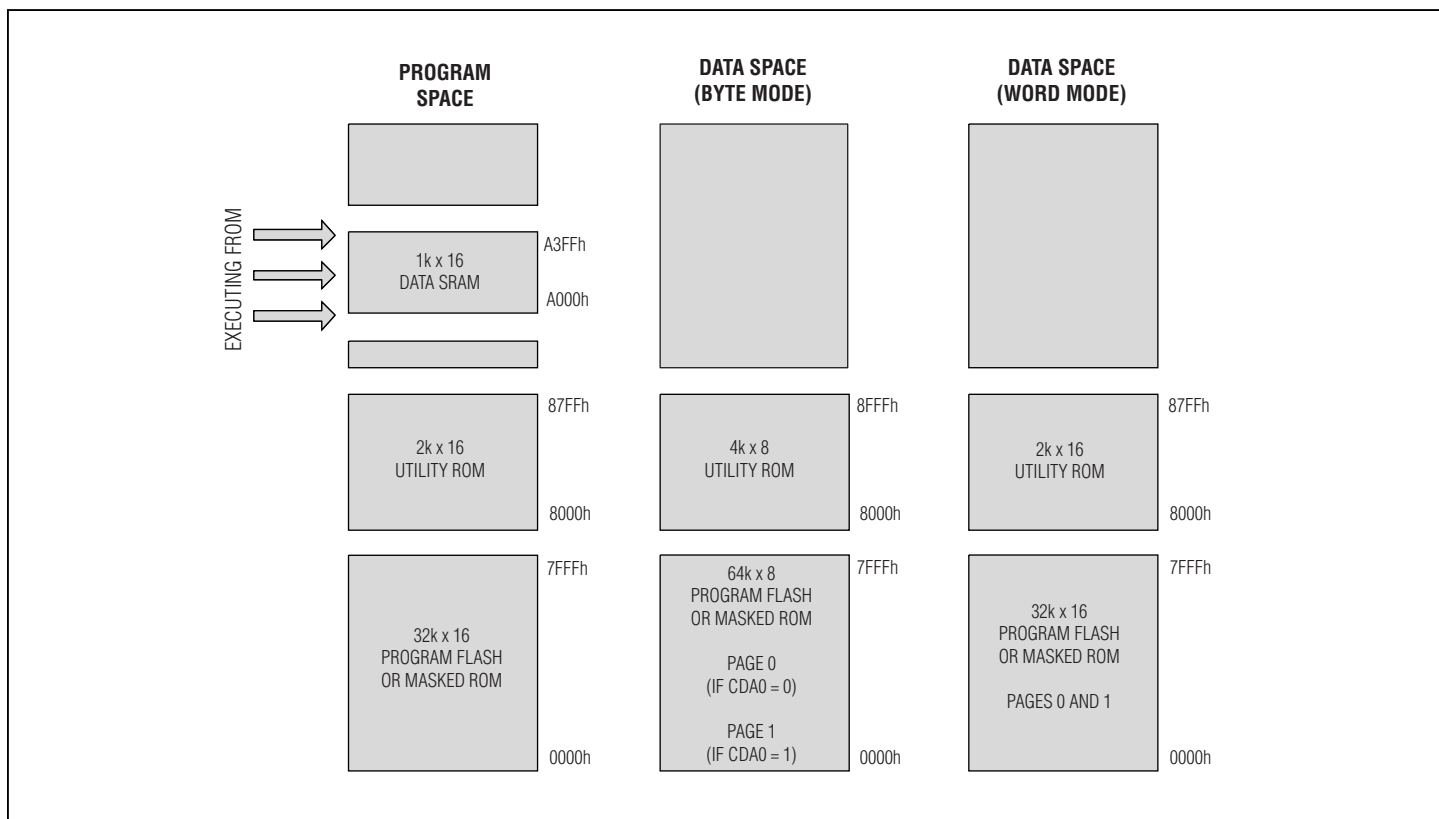 PROGRAM
SPACE
DATA SPACE
(BYTE MODE)
DATA SPACE
(WORD MODE)
EXECUTING FROM
A3FFh
1k x 16
DATA SRAM
A000h
87FFh
2k x 16
UTILITY ROM
8FFFh
4k x 8
UTILITY ROM
8000h
87FFh
2k x 16
UTILITY ROM
8000h
8000h
7FFFh
32k x 16
PROGRAM FLASH
OR MASKED ROM
0000h
64k x 8
PROGRAM FLASH
OR MASKED ROM
PAGE 0
(IF CDA0 = 0)
PAGE 1
(IF CDA0 = 1)
7FFFh
0000h
32k x 16
PROGRAM FLASH
OR MASKED ROM
PAGES 0 AND 1
7FFFh
0000h